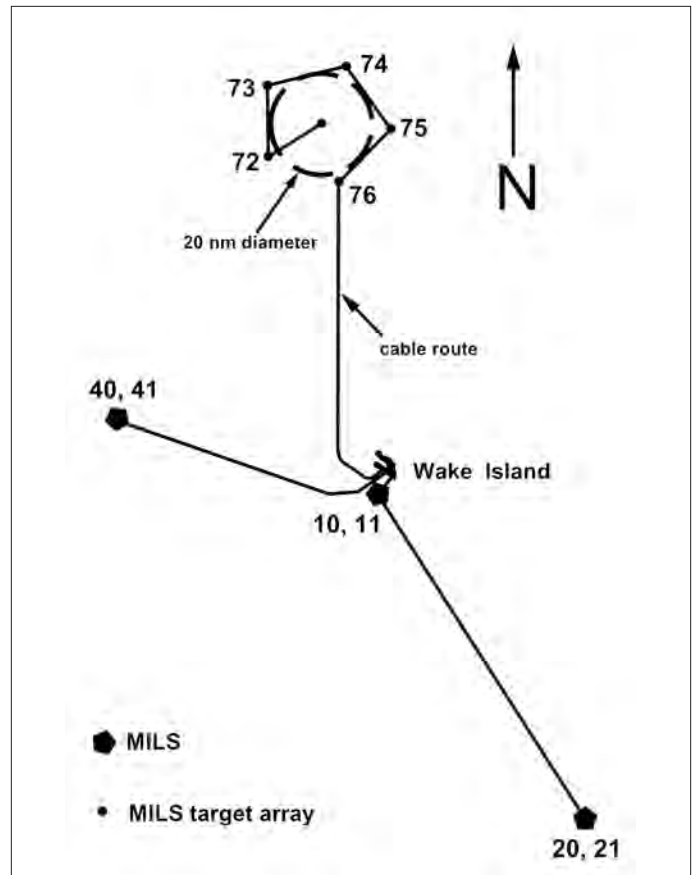 74
73
75
72
76
N
20 nm diameter
cable route
40, 41
Wake Island
10, 11
MILS
MILS target array
20, 21